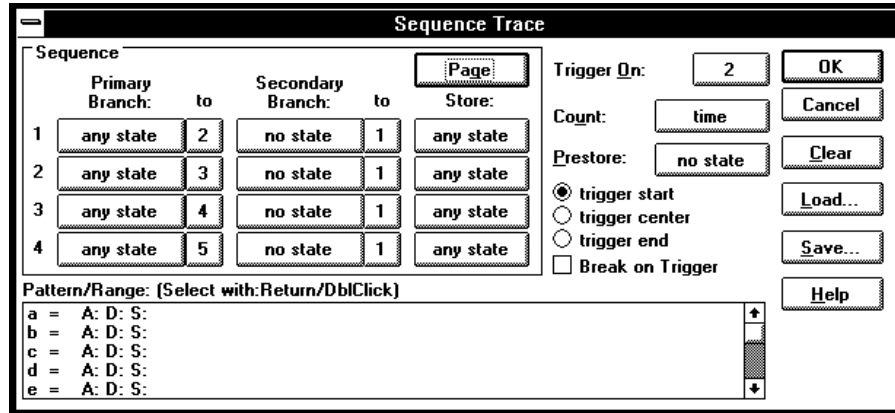 Sequence Trace
Sequence
Page
Primary Branch: to Secondary Branch: to Store:
1 any state 2 no state 1 any state
2 any state 3 no state 1 any state
3 any state 4 no state 1 any state
4 any state 5 no state 1 any state
Trigger On: 2
Count: time
Prestore: no state
trigger start
trigger center
trigger end
Break on Trigger
OK
Cancel
Clear
Load...
Save...
Help
Pattern/Range: (Select with:Return/DblClick)
a = A: D: S:
b = A: D: S:
c = A: D: S:
d = A: D: S:
e = A: D: S: